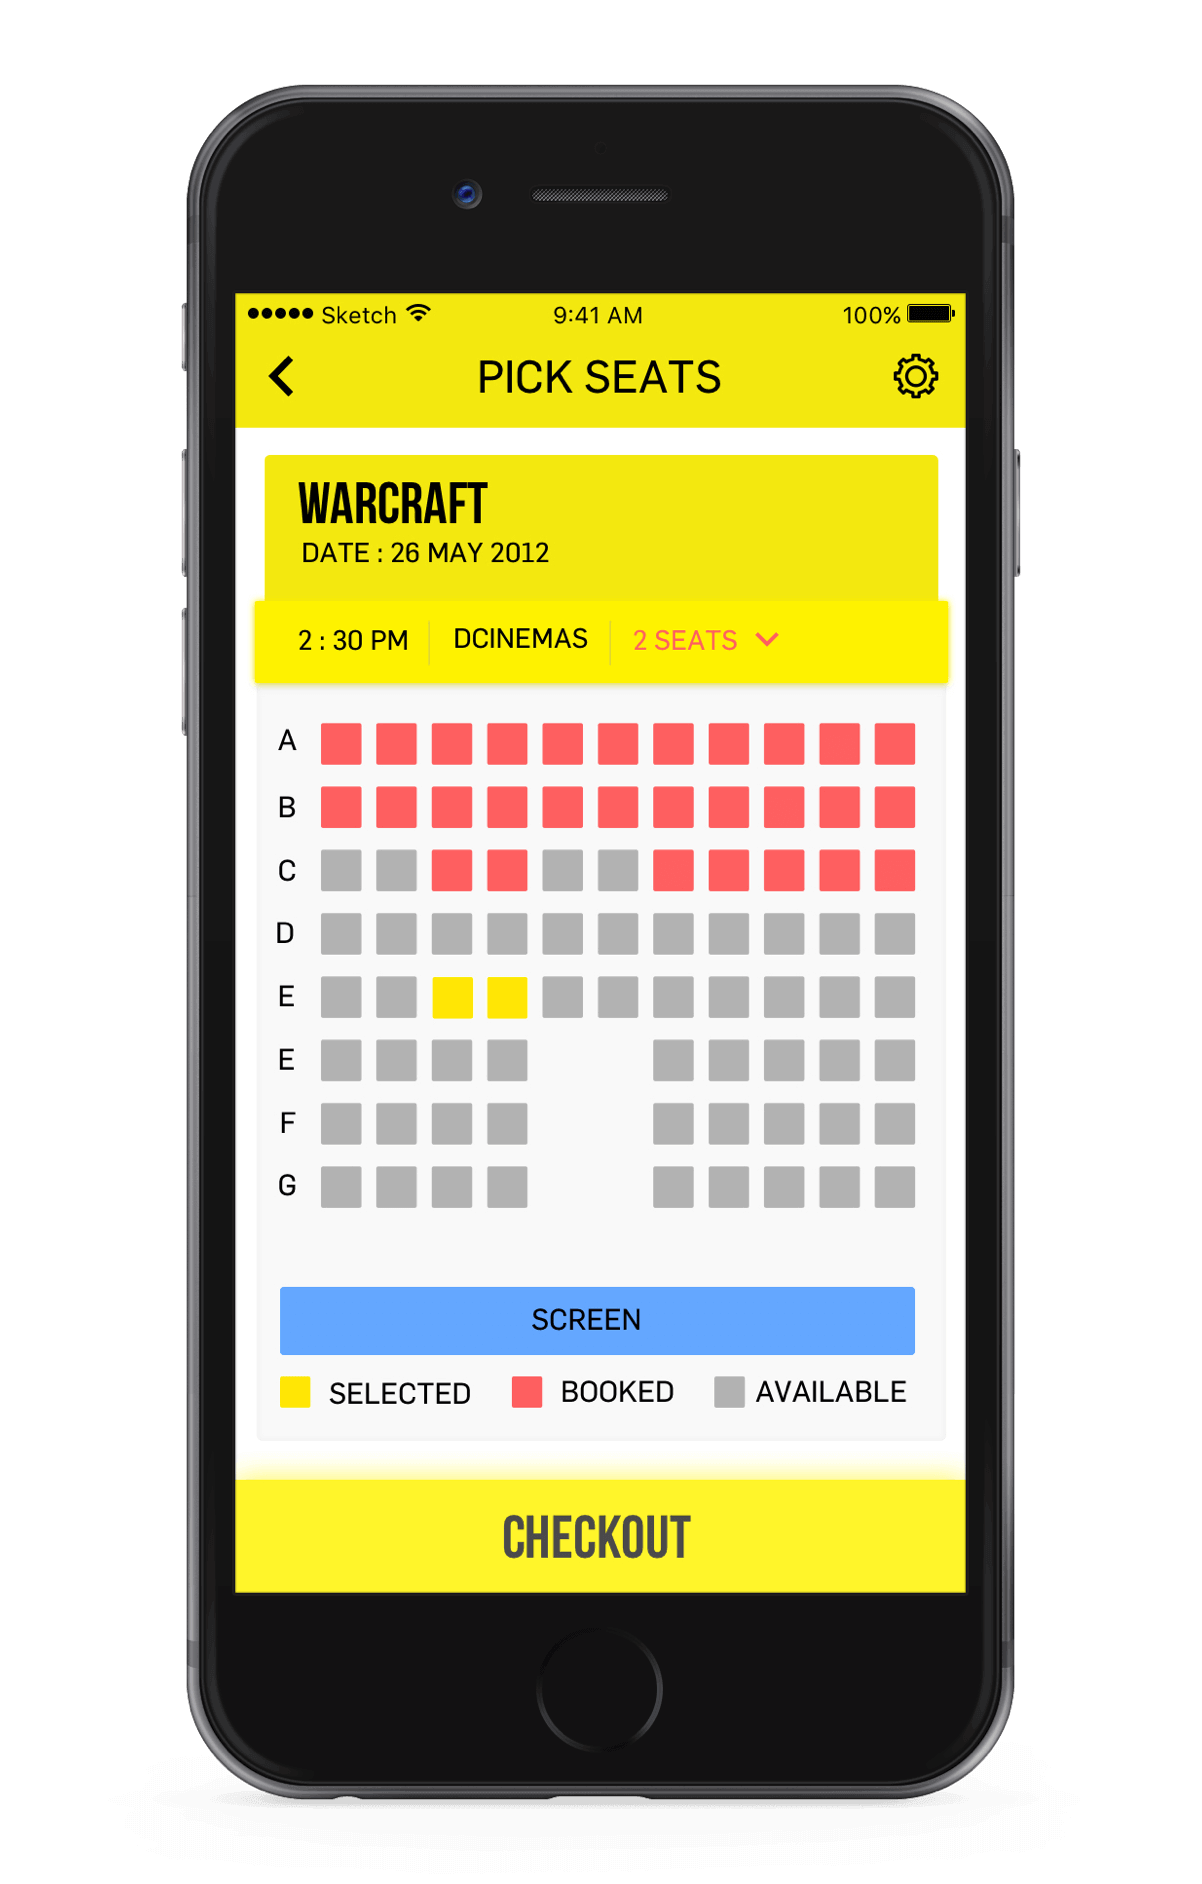 Sketch 9:41 AM 100%
PICK SEATS
WARCRAFT
DATE : 26 MAY 2012
2 : 30 PM DCINEMAS 2 SEATS
A
B
C
D
E
E
F
G
SCREEN
SELECTED BOOKED AVAILABLE
CHECKOUT